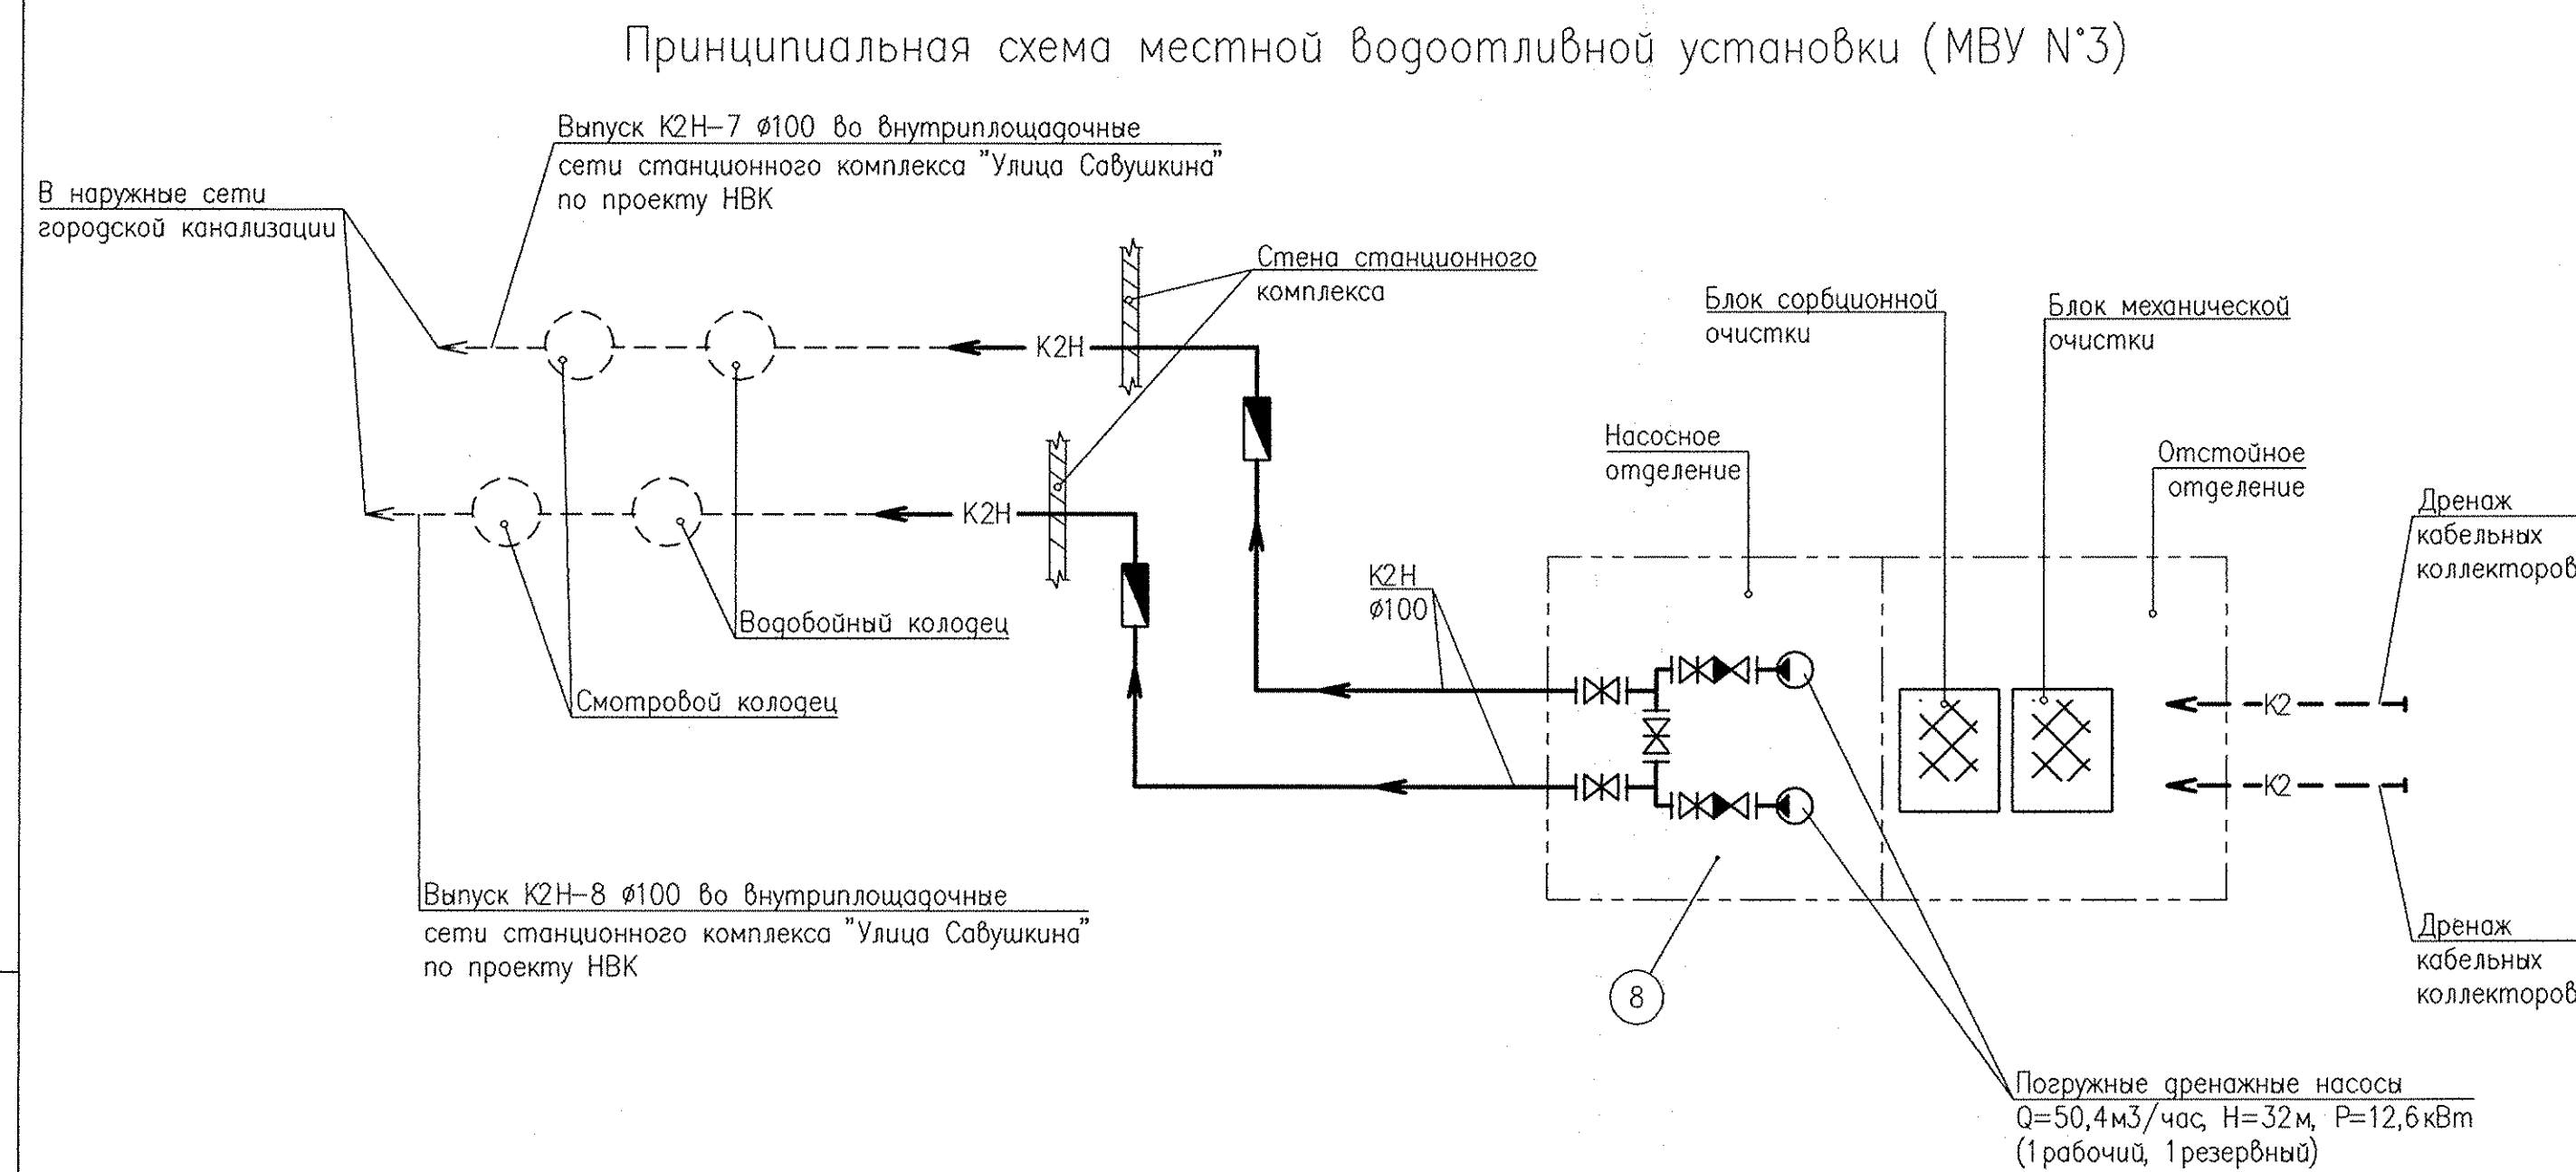 Принципиальная схема местной водоотливной установки (МВУ N°3)
Выпуск К2Н-7 ø100 во внутриплощадочные
сети станционного комплекса "Улица Савушкина"
по проекту НВК
В наружные сети
городской канализации
Стена станционного
комплекса
Блок сорбционной
очистки
Блок механической
очистки
К2Н
Насосное
отделение
Отстойное
отделение
Дренаж
кабельных
коллекторов
К2Н
К2Н
ø100
Водобойный колодец
Смотровой колодец
К2
К2
Выпуск К2Н-8 ø100 во внутриплощадочные
сети станционного комплекса "Улица Савушкина"
по проекту НВК
Дренаж
кабельных
коллекторов
8
Погружные дренажные насосы
Q=50,4м3/час, Н=32м, Р=12,6кВт
(1рабочий, 1резервный)